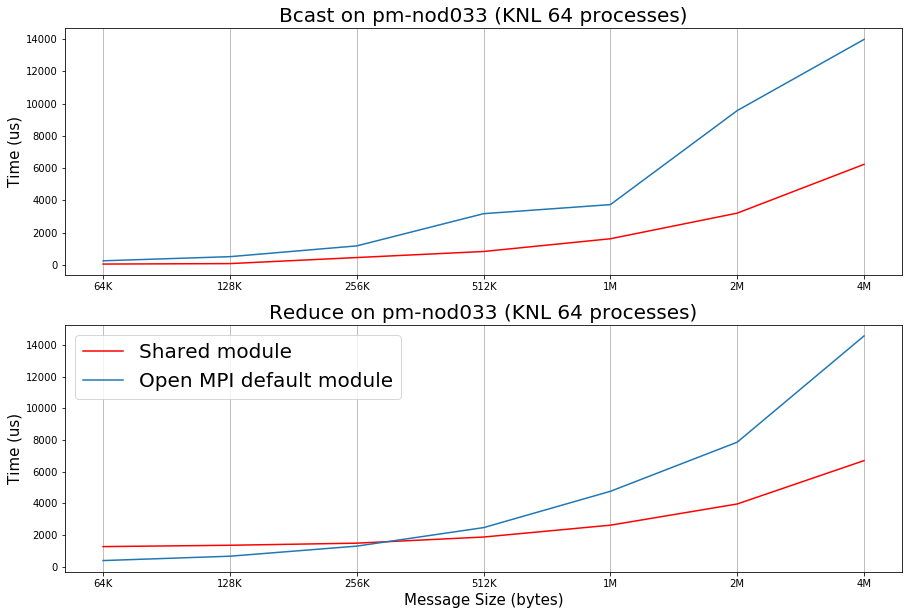 Bcast on pm-nod033 (KNL 64 processes)
14000
12000
10000
8000
6000
4000
2000
0
Time (us)
64K 128K 256K 512K 1M 2M 4M
Reduce on pm-nod033 (KNL 64 processes)
Shared module
Open MPI default module
14000
12000
10000
8000
6000
4000
2000
0
Time (us)
64K 128K 256K 512K 1M 2M 4M
Message Size (bytes)